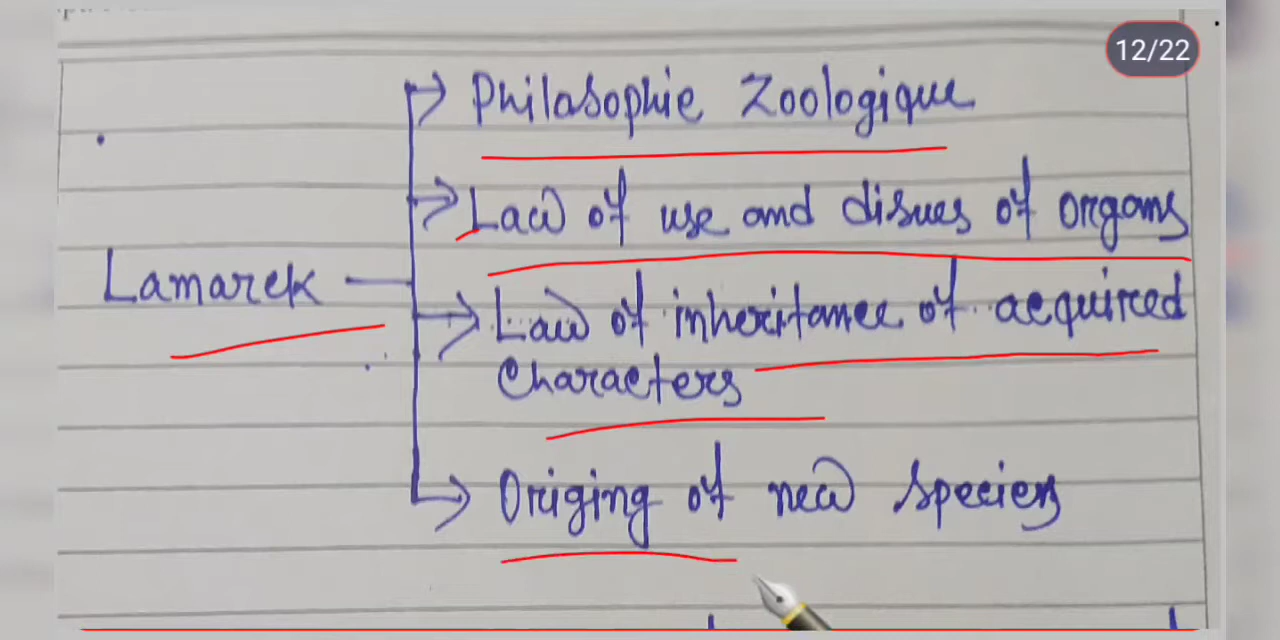 12/22
Philasophie Zoologique
Law of use and disues of organs
Lamarck
Law of inheritance of acquired
Characters
Origing of new species